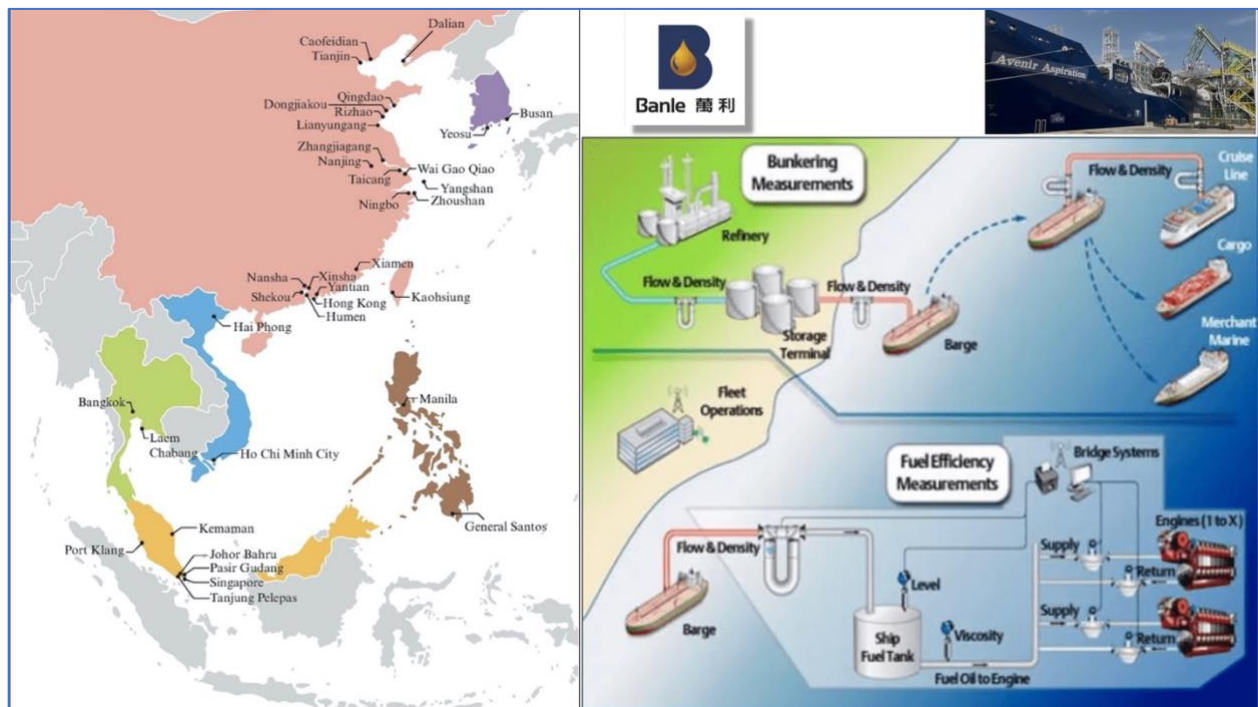 Dalian
Caofeidian
Tianjin
Qingdao
Dongjiakou
Rizhao
Lianyungang
Busan
Yeosu
Zhangjiagang
Nanjing
Wai Gao Qiao
Taicang
Yangshan
Ningbo
Zhoushan
Xiamen
Nansha
Xinsha
Yantian
Shekou
Hong Kong
Humen
Kaohsiung
Hai Phong
Bangkok
Laem
Chabang
Manila
Ho Chi Minh City
General Santos
Kemaman
Port Klang
Johor Bahru
Pasir Gudang
Singapore
Tanjung Pelepas
Banle 萬利
Avenir Aspiration
Bunkering
Measurements
Refinery
Flow & Density
Storage
Terminal
Flow & Density
Barge
Flow & Density
Cruise
Line
Cargo
Merchant
Marine
Fleet
Operations
Fuel Efficiency
Measurements
Bridge Systems
Engines (1 to X)
Flow & Density
Barge
Level
Ship
Fuel Tank
Viscosity
Fuel Oil to Engine
Supply
Return
Supply
Return